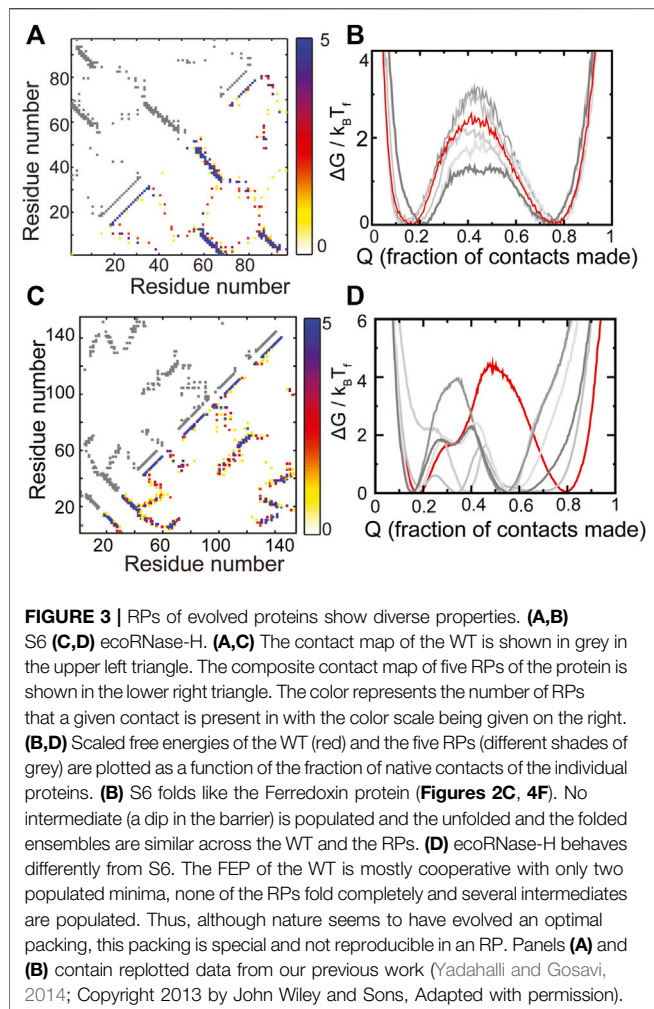 A
B
80
60
40
20
Residue number
20
40
60
80
Residue number
5
0
4
3
2
1
0
ΔG / k_BT_f
0
0.2
0.4
0.6
0.8
1
Q (fraction of contacts made)
C
D
140
100
60
20
Residue number
20
60
100
140
Residue number
5
0
6
4
2
0
ΔG / k_BT_f
0
0.2
0.4
0.6
0.8
1
Q (fraction of contacts made)
FIGURE 3 | RPs of evolved proteins show diverse properties. (A,B)
S6 (C,D) ecoRNase-H. (A,C) The contact map of the WT is shown in grey in
the upper left triangle. The composite contact map of five RPs of the protein is
shown in the lower right triangle. The color represents the number of RPs
that a given contact is present in with the color scale being given on the right.
(B,D) Scaled free energies of the WT (red) and the five RPs (different shades of
grey) are plotted as a function of the fraction of native contacts of the individual
proteins. (B) S6 folds like the Ferredoxin protein (Figures 2C, 4F). No
intermediate (a dip in the barrier) is populated and the unfolded and the folded
ensembles are similar across the WT and the RPs. (D) ecoRNase-H behaves
differently from S6. The FEP of the WT is mostly cooperative with only two
populated minima, none of the RPs fold completely and several intermediates
are populated. Thus, although nature seems to have evolved an optimal
packing, this packing is special and not reproducible in an RP. Panels (A) and
(B) contain replotted data from our previous work (Yadahalli and Gosavi,
2014; Copyright 2013 by John Wiley and Sons, Adapted with permission).